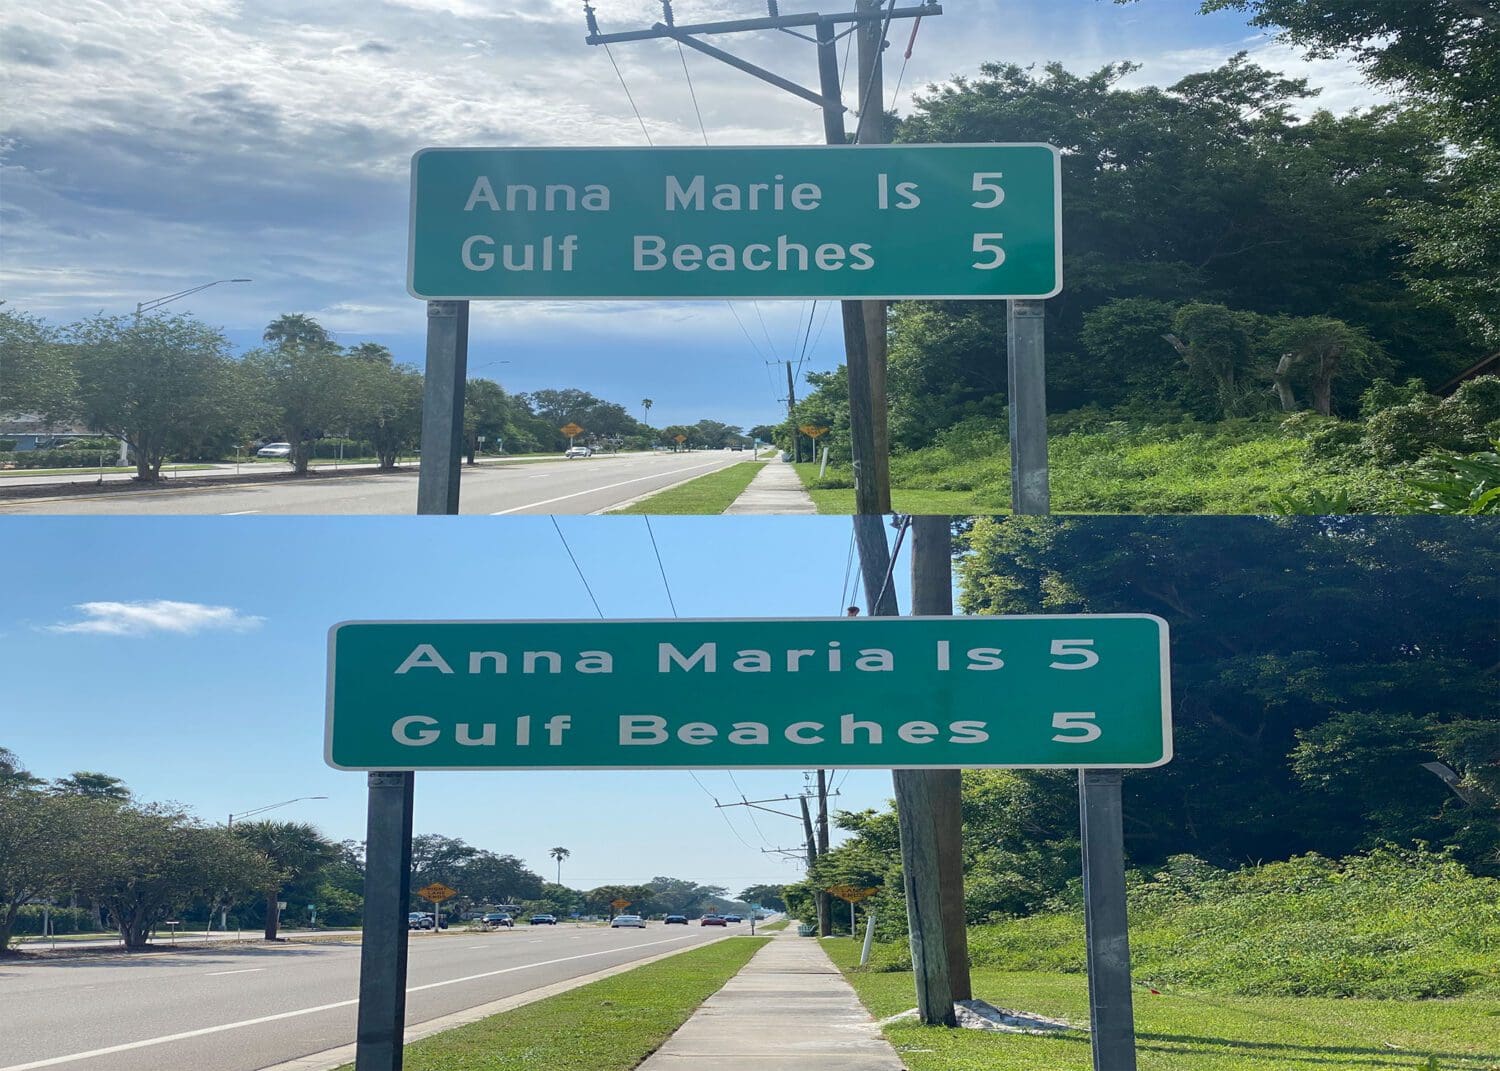 Anna Marie Is 5
Gulf Beaches 5
Anna Maria Is 5
Gulf Beaches 5